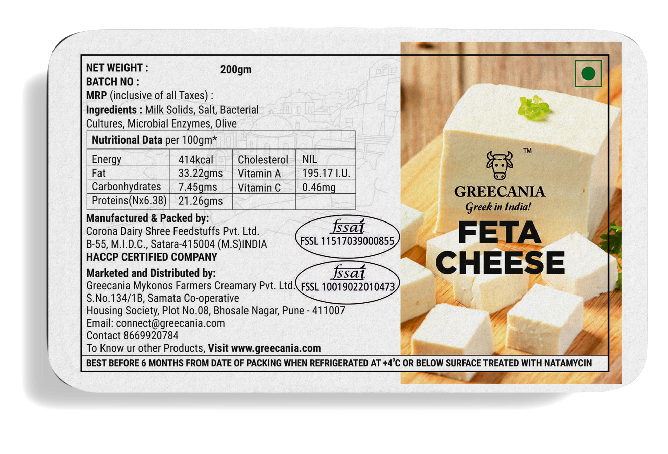 NET WEIGHT : 200gm
BATCH NO :
MRP (inclusive of all Taxes) :
Ingredients : Milk Solids, Salt, Bacterial
Cultures, Microbial Enzymes, Olive
Nutritional Data per 100gm*
Energy 414kcal Cholesterol NIL
Fat 33.22gms Vitamin A 195.17 I.U.
Carbonhydrates 7.45gms Vitamin C 0.46mg
Proteins(Nx6.38) 21.26gms
Manufactured & Packed by:
Corona Dairy Shree Feedstuffs Pvt. Ltd.
B-55, M.I.D.C., Satara-415004 (M.S)INDIA
HACCP CERTIFIED COMPANY
fssai
FSSL 11517039000855
Marketed and Distributed by:
Greecania Mykonos Farmers Creamary Pvt. Ltd.
S.No.134/1B, Samata Co-operative
Housing Society, Plot No.08, Bhosale Nagar, Pune - 411007
Email: connect@greecania.com
Contact 8669920784
To Know ur other Products, Visit www.greecania.com
fssai
FSSL 10019022010473
BEST BEFORE 6 MONTHS FROM DATE OF PACKING WHEN REFRIGERATED AT +4°C OR BELOW SURFACE TREATED WITH NATAMYCIN
TM
GREECANIA
Greek in India!
FETA
CHEESE